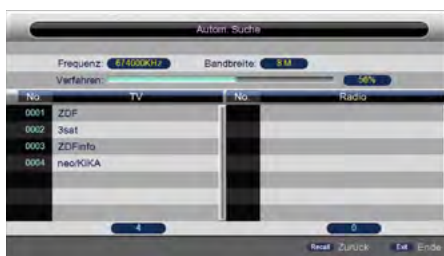 Autom. Suche
Frequenz: 674000KHz Bandbreite: 8 M
Verfahren: 56%
No. TV No. Radio
0001 ZDF
0002 3sat
0003 ZDFinfo
0004 neo/KiKA
4 0
Recall Zurück Exit Ende